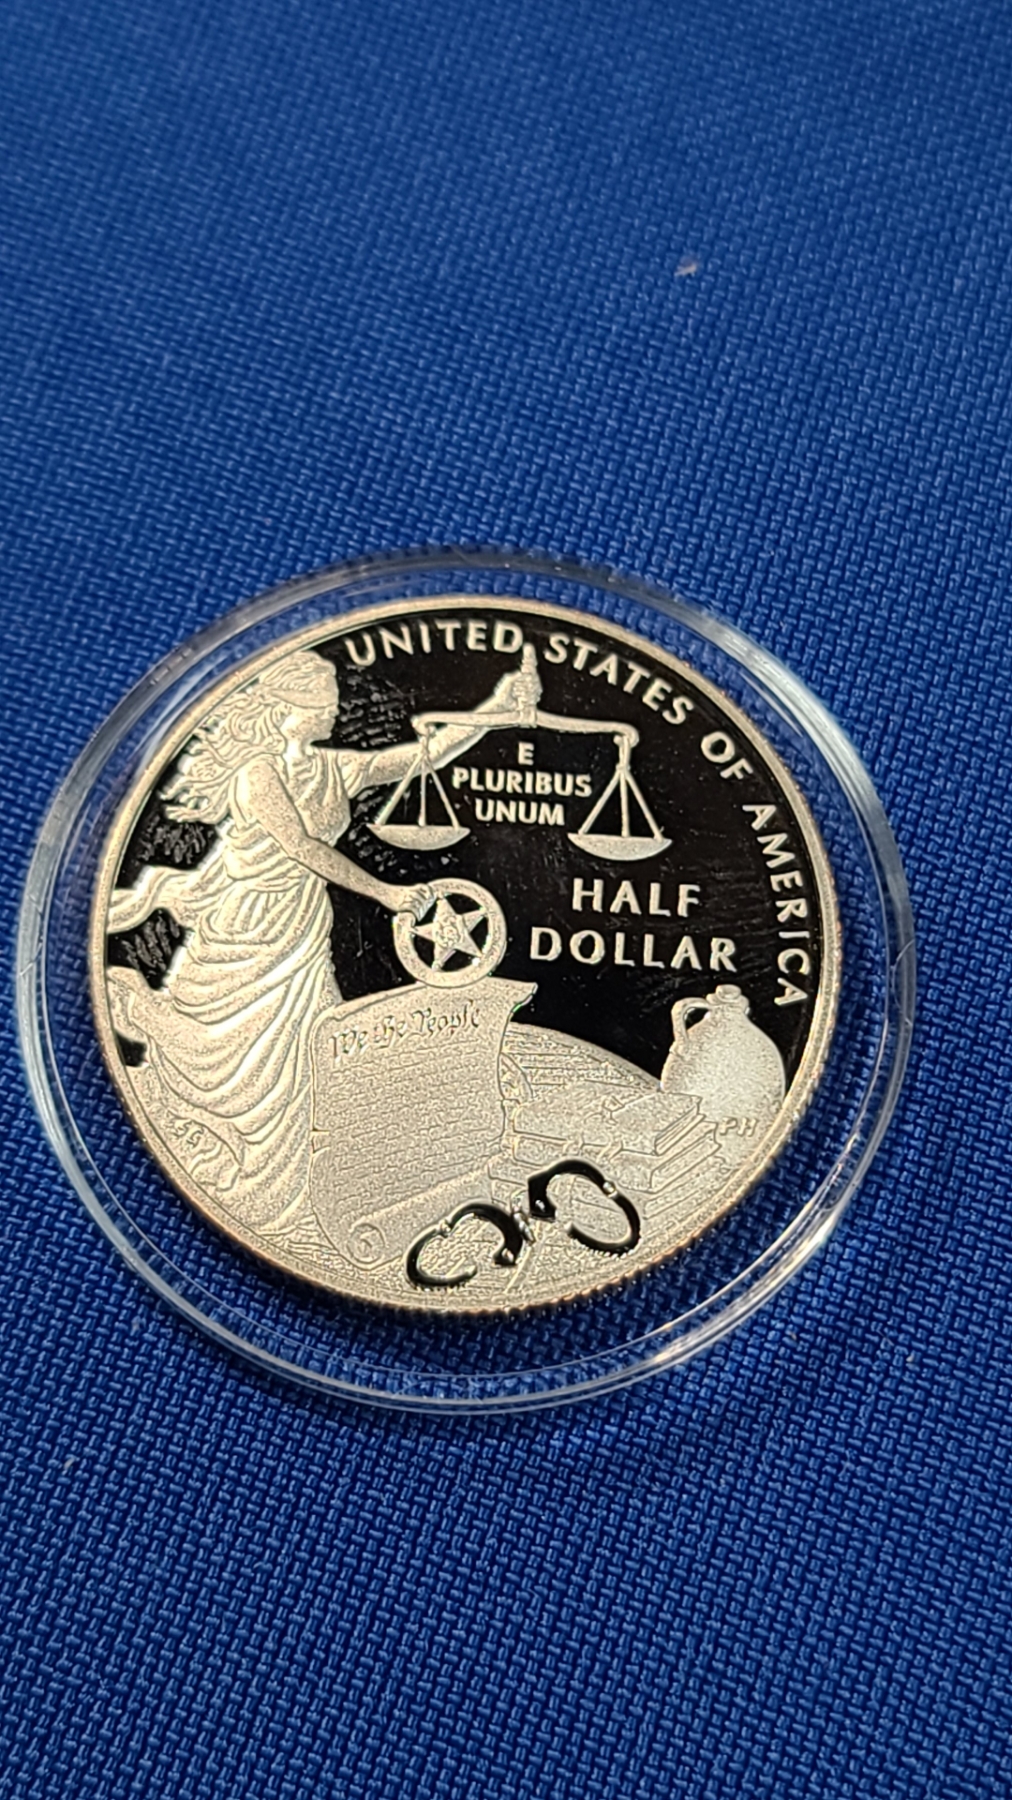 UNITED STATES OF AMERICA
E
PLURIBUS
UNUM
HALF
DOLLAR
We the People
PH